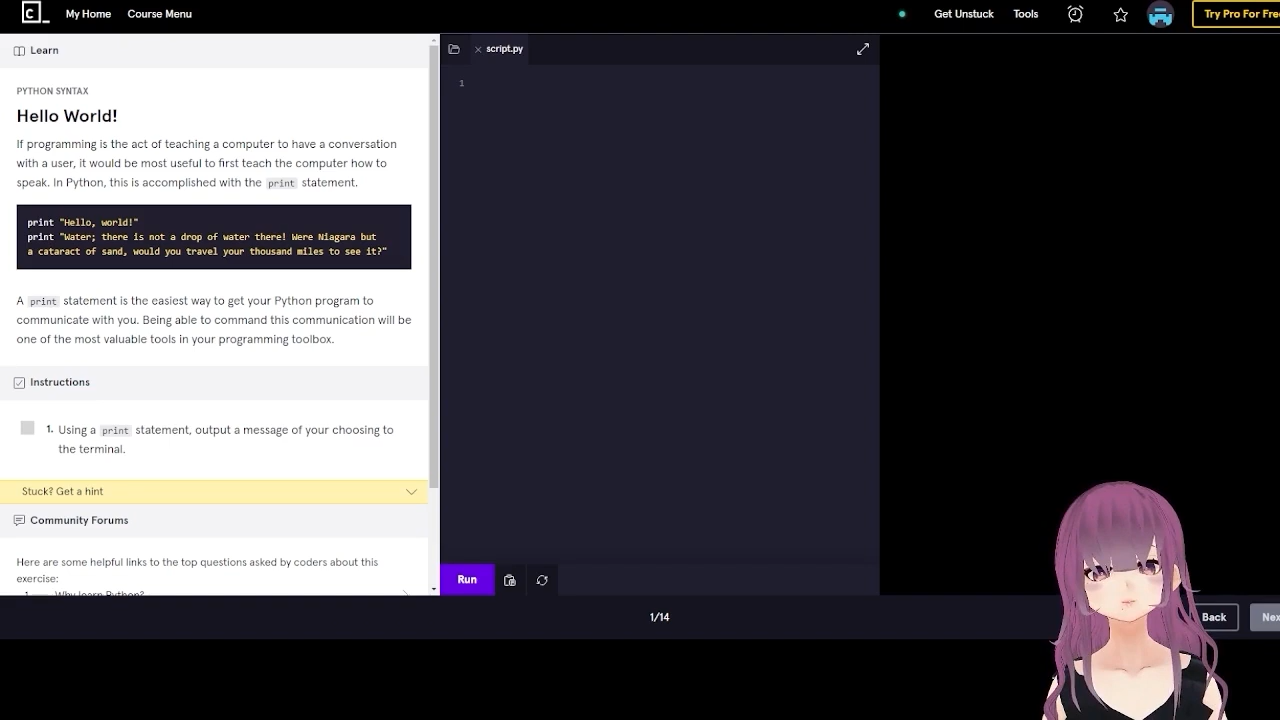 C_
My Home
Course Menu
Get Unstuck
Tools
Try Pro For Free
Learn
script.py
PYTHON SYNTAX
1
Hello World!
If programming is the act of teaching a computer to have a conversation
with a user, it would be most useful to first teach the computer how to
speak. In Python, this is accomplished with the print statement.
print "Hello, world!"
print "Water; there is not a drop of water there! Were Niagara but
a cataract of sand, would you travel your thousand miles to see it?"
A print statement is the easiest way to get your Python program to
communicate with you. Being able to command this communication will be
one of the most valuable tools in your programming toolbox.
Instructions
1. Using a print statement, output a message of your choosing to
the terminal.
Stuck? Get a hint
Community Forums
Here are some helpful links to the top questions asked by coders about this
exercise:
1 Why learn Python?
Run
1/14
Back
Nex